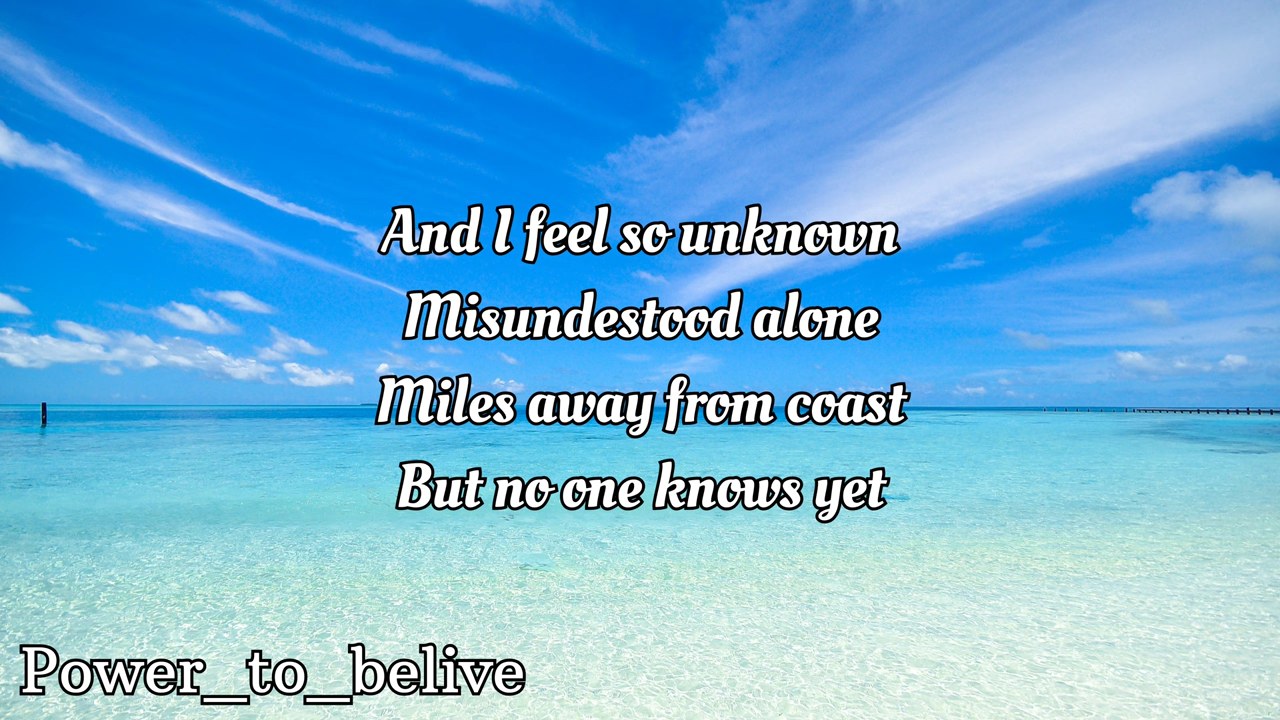 And I feel so unknown
Misundestood alone
Miles away from coast
But no one knows yet
Power_to_belive